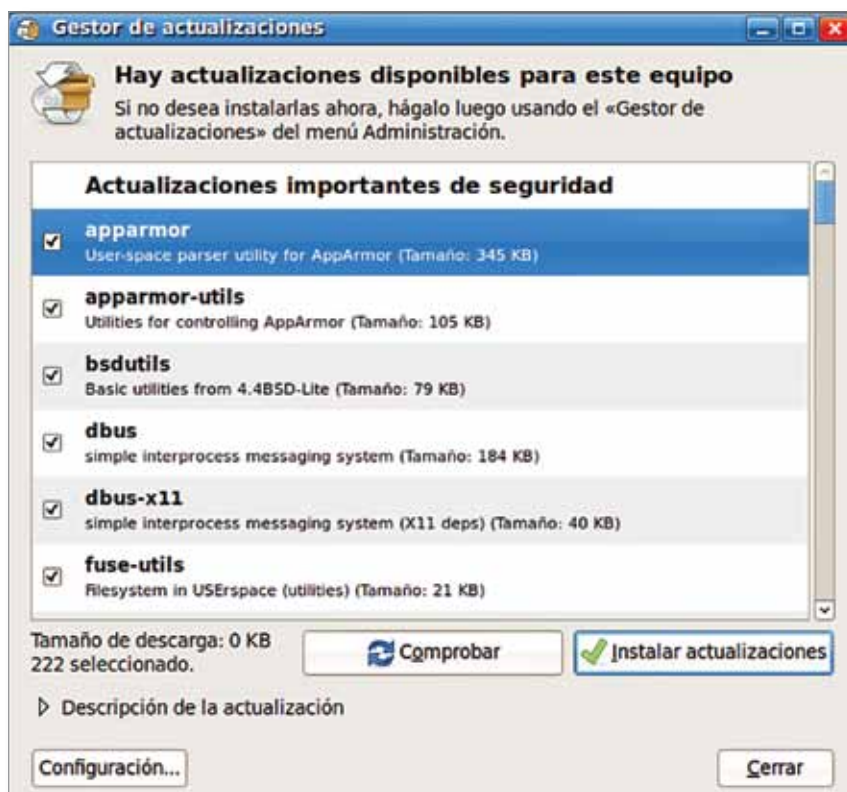 Gestor de actualizaciones
Hay actualizaciones disponibles para este equipo
Si no desea instalarlas ahora, hágalo luego usando el «Gestor de
actualizaciones» del menú Administración.
Actualizaciones importantes de seguridad
apparmor
User-space parser utility for AppArmor (Tamaño: 345 KB)
apparmor-utils
Utilities for controlling AppArmor (Tamaño: 105 KB)
bsdutils
Basic utilities from 4.4BSD-Lite (Tamaño: 79 KB)
dbus
simple interprocess messaging system (Tamaño: 184 KB)
dbus-x11
simple interprocess messaging system (X11 deps) (Tamaño: 40 KB)
fuse-utils
Filesystem in USErspace (utilities) (Tamaño: 21 KB)
Tamaño de descarga: 0 KB
222 seleccionado.
Comprobar
Instalar actualizaciones
Descripción de la actualización
Configuración...
Cerrar